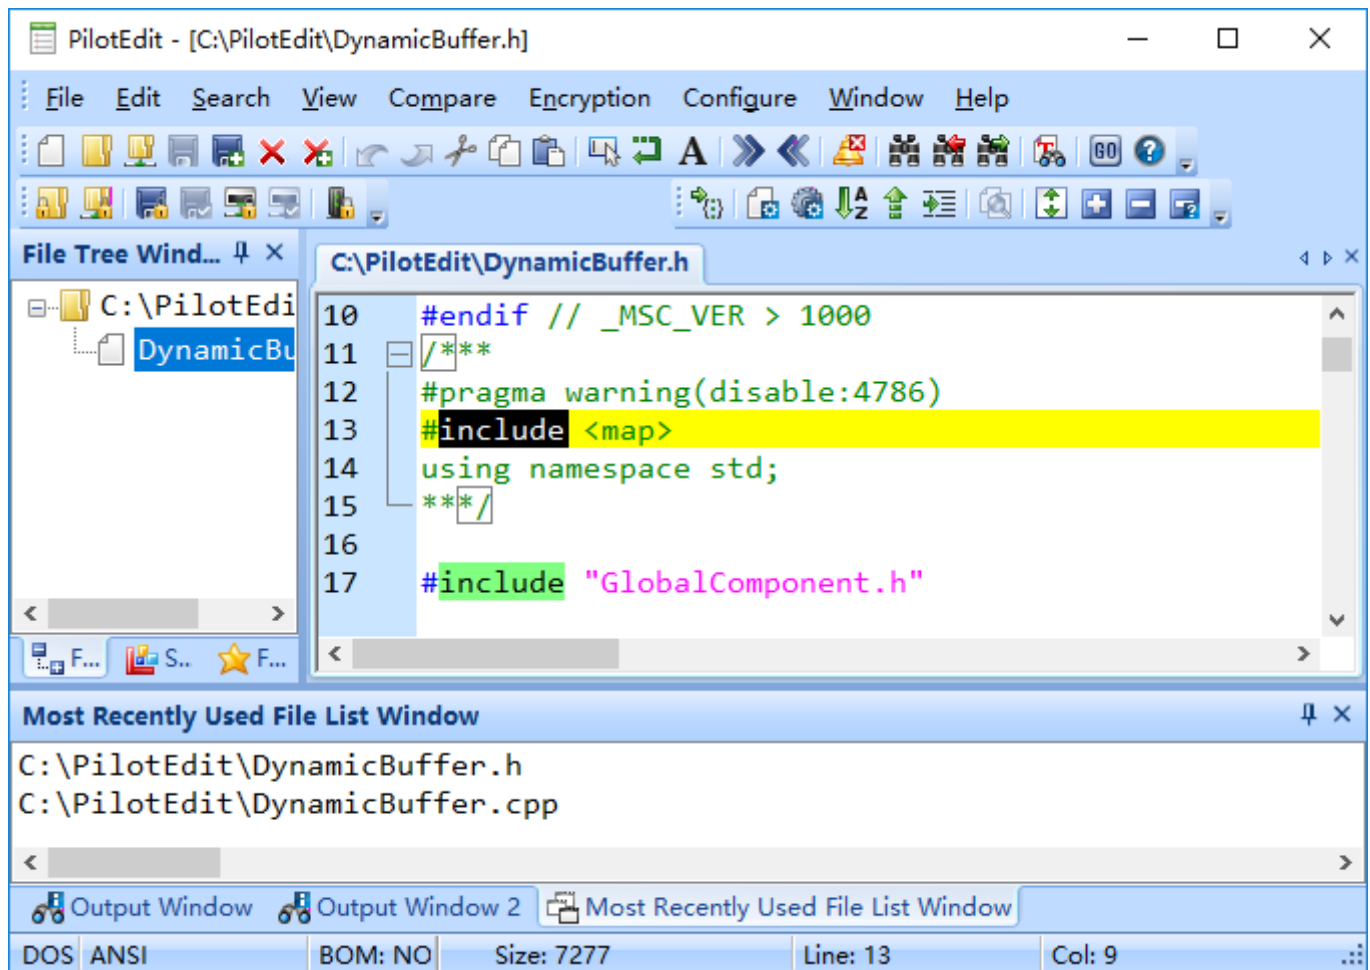 PilotEdit - [C:\PilotEdit\DynamicBuffer.h]
File Edit Search View Compare Encryption Configure Window Help
A GO ?
A Z
File Tree Wind...
C:\PilotEdit\DynamicBuffer.h
C:\PilotEdi
DynamicBu
10 #endif // _MSC_VER > 1000
11 /***
12 #pragma warning(disable:4786)
13 #include <map>
14 using namespace std;
15 ***/
16
17 #include "GlobalComponent.h"
F... S... F...
Most Recently Used File List Window
C:\PilotEdit\DynamicBuffer.h
C:\PilotEdit\DynamicBuffer.cpp
Output Window Output Window 2 Most Recently Used File List Window
DOS ANSI BOM: NO Size: 7277 Line: 13 Col: 9